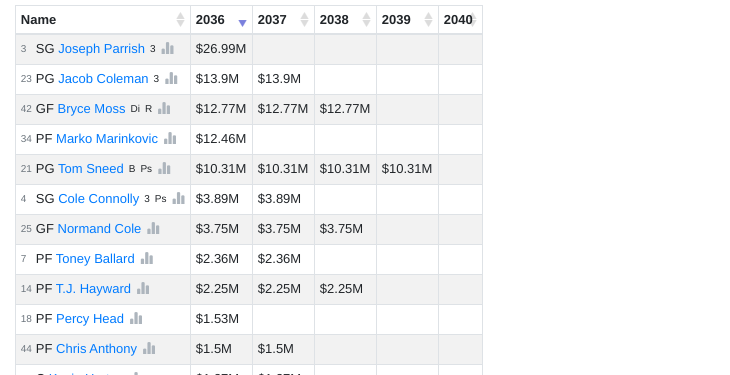 Name 2036 2037 2038 2039 2040
3 SG Joseph Parrish 3 $26.99M
23 PG Jacob Coleman 3 $13.9M $13.9M
42 GF Bryce Moss Di R $12.77M $12.77M $12.77M
34 PF Marko Marinkovic $12.46M
21 PG Tom Sneed B Ps $10.31M $10.31M $10.31M $10.31M
4 SG Cole Connolly 3 Ps $3.89M $3.89M
25 GF Normand Cole $3.75M $3.75M $3.75M
7 PF Toney Ballard $2.36M $2.36M
14 PF T.J. Hayward $2.25M $2.25M $2.25M
18 PF Percy Head $1.53M
44 PF Chris Anthony $1.5M $1.5M